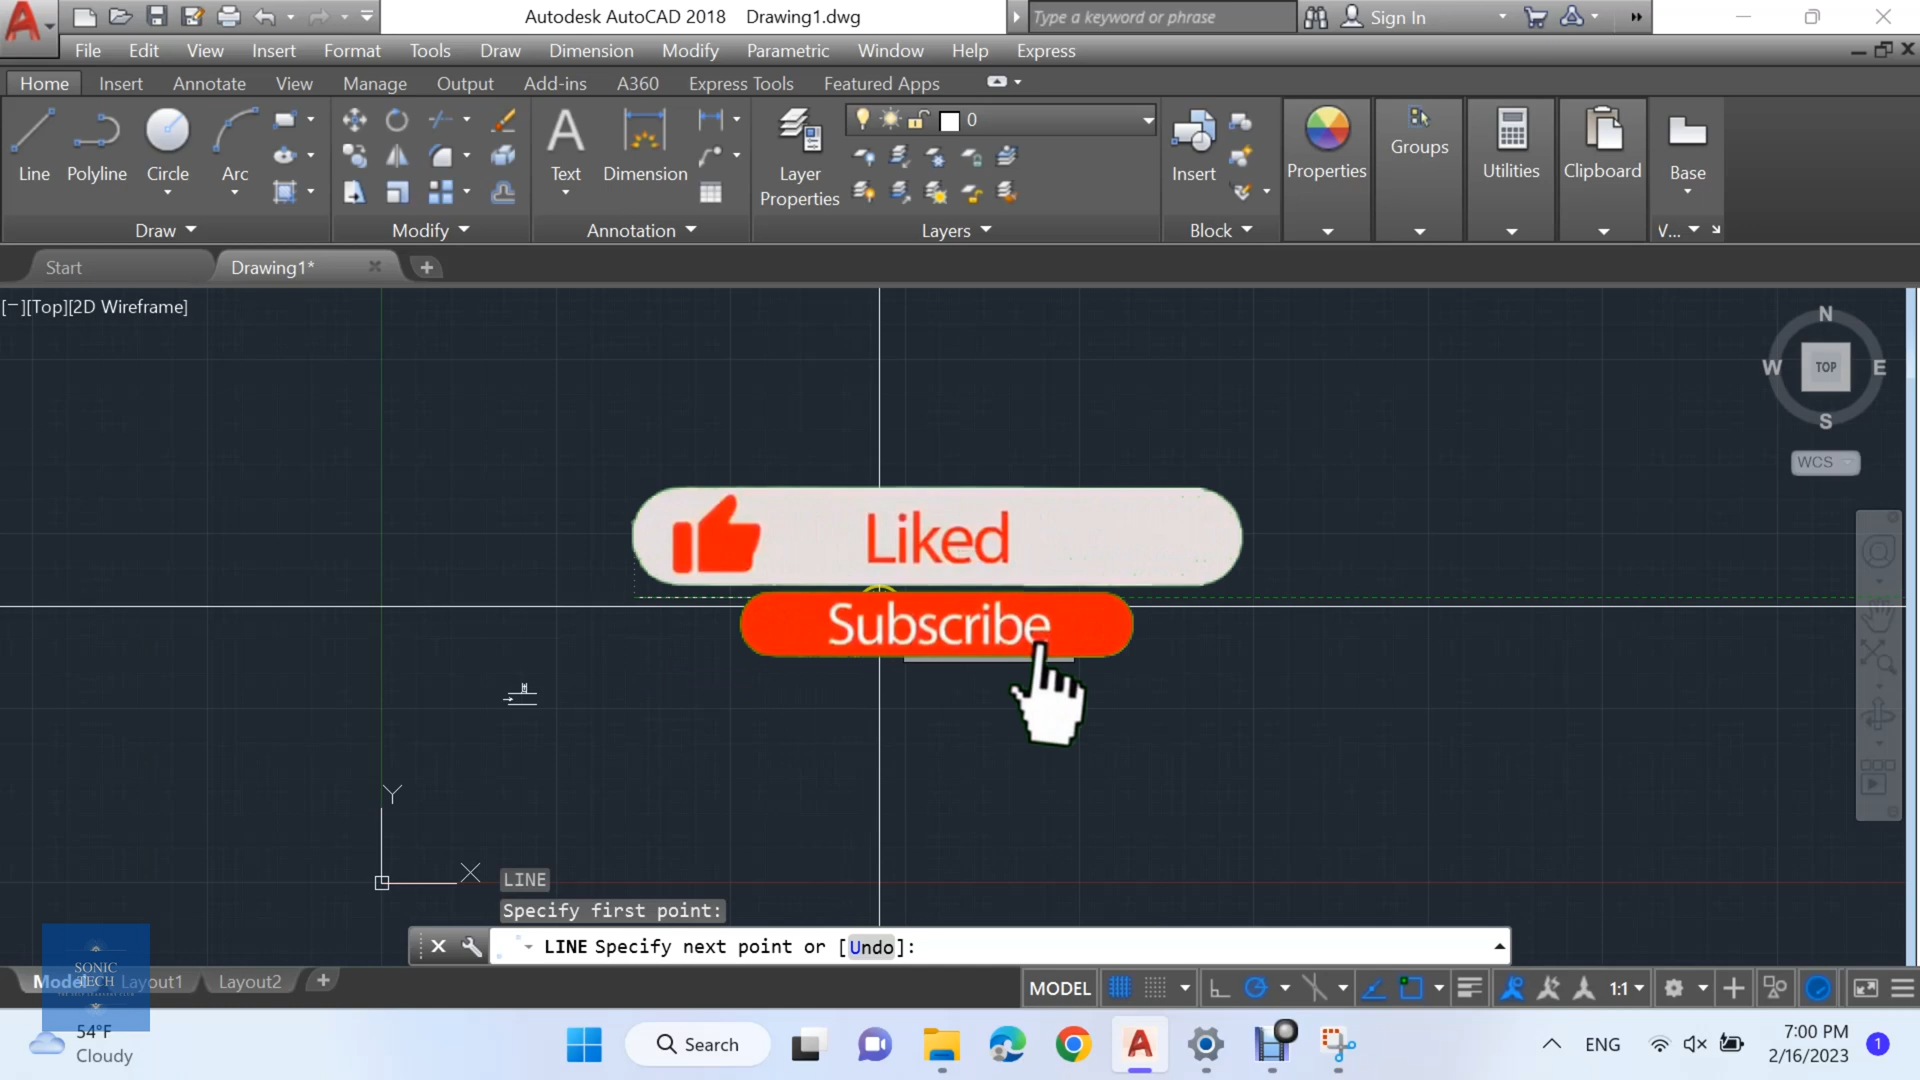 Autodesk AutoCAD 2018 Drawing1.dwg
Type a keyword or phrase
Sign In
File Edit View Insert Format Tools Draw Dimension Modify Parametric Window Help Express
Home Insert Annotate View Manage Output Add-ins A360 Express Tools Featured Apps
0
Line Polyline Circle Arc
Text Dimension
Layer Properties
Insert
Properties
Groups
Utilities
Clipboard
Base
Draw Modify Annotation Layers Block V...
Start Drawing1*
[−][Top][2D Wireframe]
N
W TOP E
S
WCS
Liked
Subscribe
Y
X
LINE
Specify first point:
LINE Specify next point or [Undo]:
SONIC
TECH
Model Layout1 Layout2
MODEL 1:1
54°F
Cloudy
Search
ENG
7:00 PM
2/16/2023
1